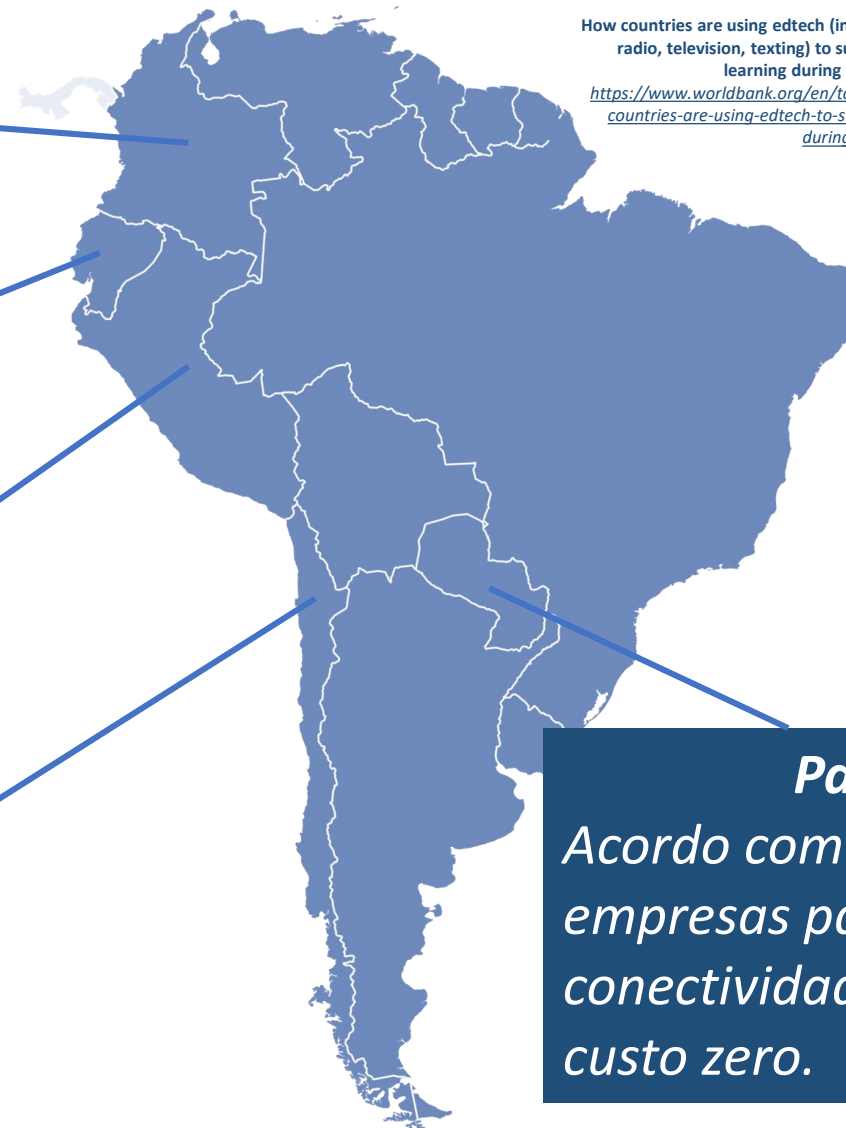 How countries are using edtech (in
radio, television, texting) to su
learning during
https://www.worldbank.org/en/to
countries-are-using-edtech-to-s
during
Pa
Acordo com
empresas pa
conectividad
custo zero.